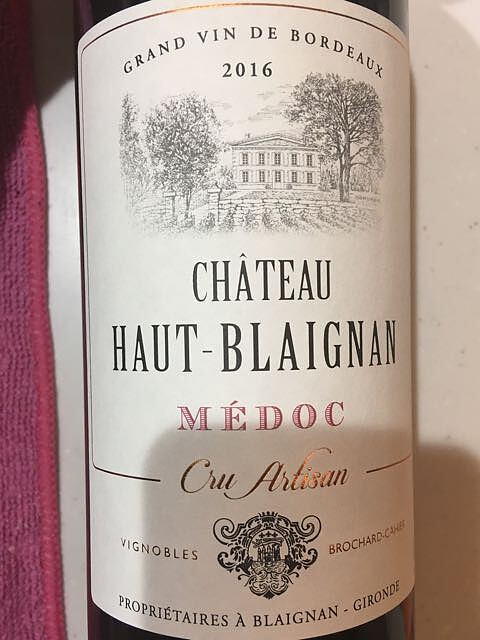 GRAND VIN DE BORDEAUX
2016
CHÂTEAU
HAUT-BLAIGNAN
MÉDOC
Cru Artisan
VIGNOBLES BROCHARD-CAHIER
PROPRIÉTAIRES À BLAIGNAN - GIRONDE